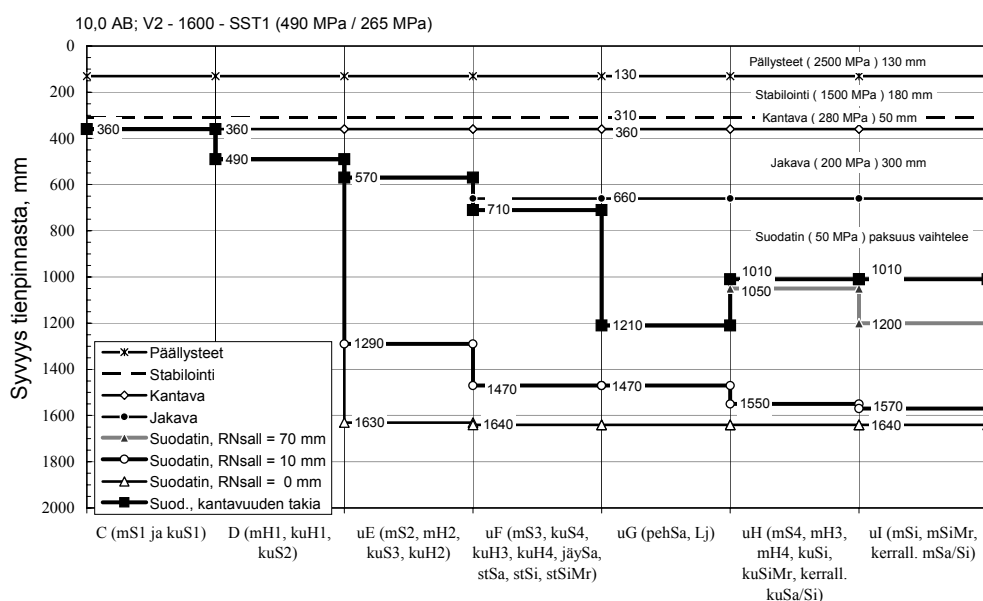 10,0 AB; V2 - 1600 - SST1 (490 MPa / 265 MPa)
Syvyys tienpinnasta, mm
0
200
400
600
800
1000
1200
1400
1600
1800
2000
Pällysteet ( 2500 MPa ) 130 mm
130
Stabilointi ( 1500 MPa ) 180 mm
310
Kantava ( 280 MPa ) 50 mm
360
360
360
490
Jakava ( 200 MPa ) 300 mm
570
660
710
Suodatin ( 50 MPa ) paksuus vaihtelee
1010
1010
1050
1210
1200
1290
1470
1470
1550
1570
1630
1640
1640
Päällysteet
Stabilointi
Kantava
Jakava
Suodatin, RNsall = 70 mm
Suodatin, RNsall = 10 mm
Suodatin, RNsall = 0 mm
Suod., kantavuuden takia
C (mS1 ja kuS1)
D (mH1, kuH1,
kuS2)
uE (mS2, mH2,
kuS3, kuH2)
uF (mS3, kuS4,
kuH3, kuH4, jäySa,
stSa, stSi, stSiMr)
uG (pehSa, Lj)
uH (mS4, mH3,
mH4, kuSi,
kuSiMr, kerrall.
kuSa/Si)
uI (mSi, mSiMr,
kerrall. mSa/Si)